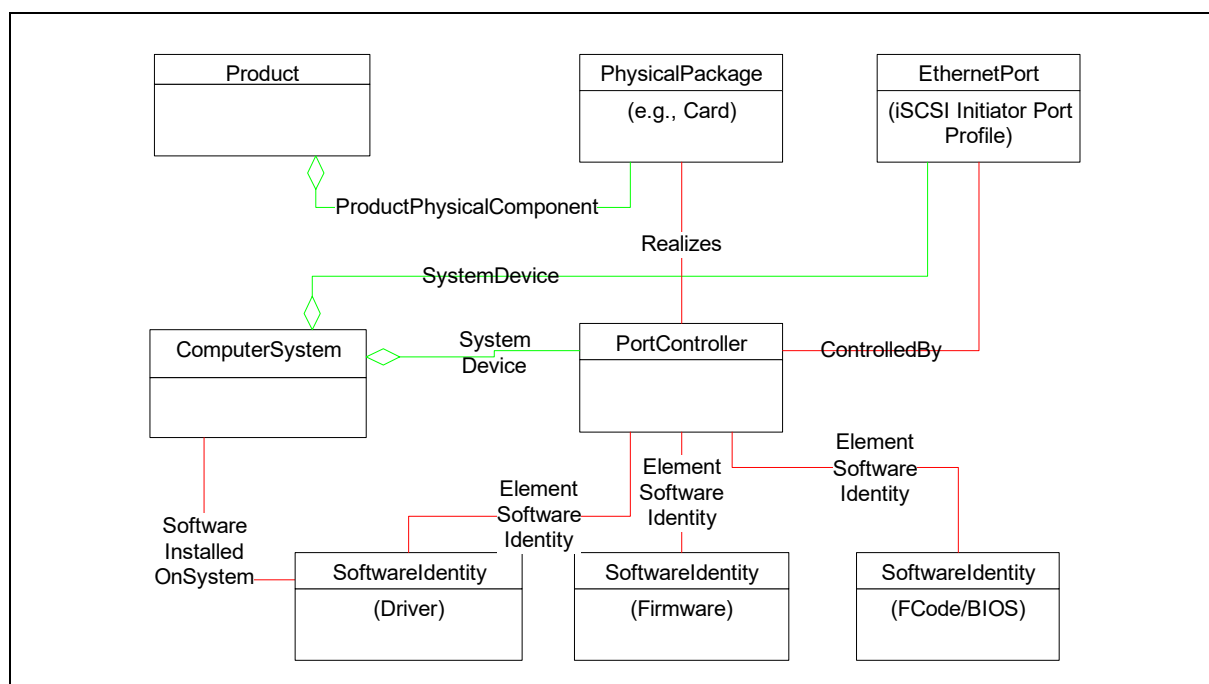 Product
PhysicalPackage
(e.g., Card)
EthernetPort
(iSCSI Initiator Port
Profile)
ProductPhysicalComponent
Realizes
SystemDevice
ComputerSystem
System
Device
PortController
ControlledBy
Element
Software
Identity
Element
Software
Identity
Element
Software
Identity
Software
Installed
OnSystem
SoftwareIdentity
(Driver)
SoftwareIdentity
(Firmware)
SoftwareIdentity
(FCode/BIOS)